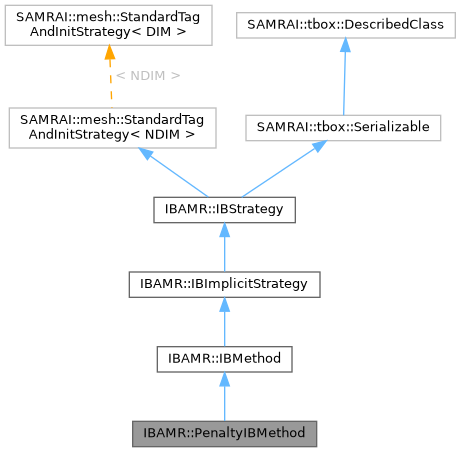 SAMRAI::mesh::StandardTag
AndInitStrategy< DIM >
SAMRAI::tbox::DescribedClass
< NDIM >
SAMRAI::mesh::StandardTag
AndInitStrategy< NDIM >
SAMRAI::tbox::Serializable
IBAMR::IBStrategy
IBAMR::IBImplicitStrategy
IBAMR::IBMethod
IBAMR::PenaltyIBMethod